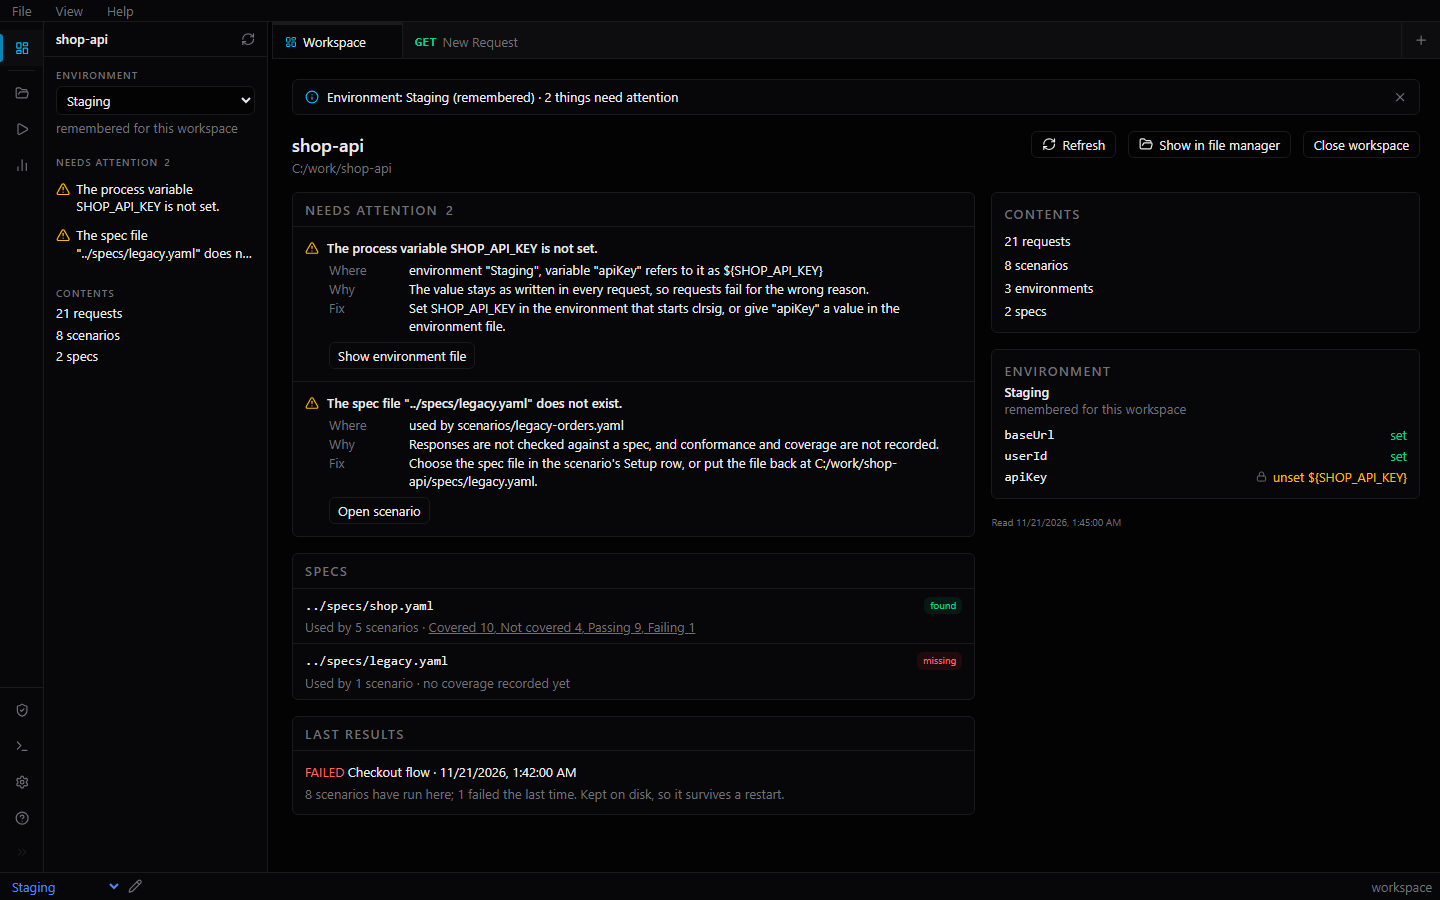 File View Help
shop-api
ENVIRONMENT
Staging
remembered for this workspace
NEEDS ATTENTION 2
The process variable
SHOP_API_KEY is not set.
The spec file
"../specs/legacy.yaml" does n...
CONTENTS
21 requests
8 scenarios
2 specs
Workspace
GET New Request
Environment: Staging (remembered) · 2 things need attention
shop-api
C:/work/shop-api
Refresh
Show in file manager
Close workspace
NEEDS ATTENTION 2
The process variable SHOP_API_KEY is not set.
Where environment "Staging", variable "apiKey" refers to it as ${SHOP_API_KEY}
Why The value stays as written in every request, so requests fail for the wrong reason.
Fix Set SHOP_API_KEY in the environment that starts clrsig, or give "apiKey" a value in the
environment file.
Show environment file
The spec file "../specs/legacy.yaml" does not exist.
Where used by scenarios/legacy-orders.yaml
Why Responses are not checked against a spec, and conformance and coverage are not recorded.
Fix Choose the spec file in the scenario's Setup row, or put the file back at C:/work/shop-
api/specs/legacy.yaml.
Open scenario
SPECS
../specs/shop.yaml found
Used by 5 scenarios · Covered 10, Not covered 4, Passing 9, Failing 1
../specs/legacy.yaml missing
Used by 1 scenario · no coverage recorded yet
LAST RESULTS
FAILED Checkout flow · 11/21/2026, 1:42:00 AM
8 scenarios have run here; 1 failed the last time. Kept on disk, so it survives a restart.
CONTENTS
21 requests
8 scenarios
3 environments
2 specs
ENVIRONMENT
Staging
remembered for this workspace
baseUrl set
userId set
apiKey unset ${SHOP_API_KEY}
Read 11/21/2026, 1:45:00 AM
Staging
workspace